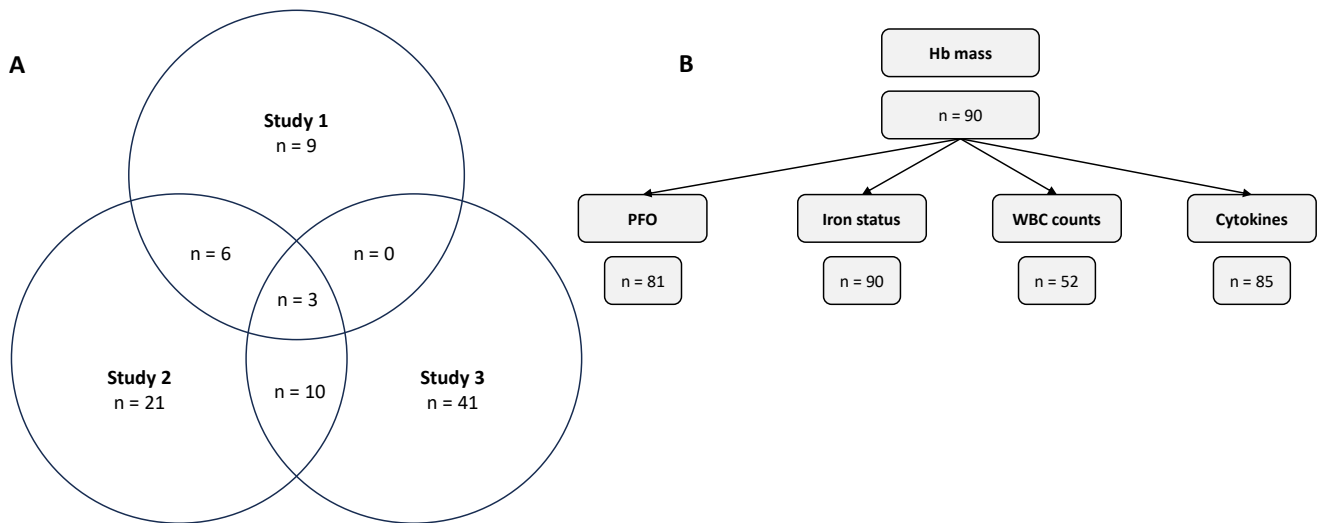 A
Study 1
n = 9
n = 6
n = 0
n = 3
Study 2
n = 21
n = 10
Study 3
n = 41
B
Hb mass
n = 90
PFO
Iron status
WBC counts
Cytokines
n = 81
n = 90
n = 52
n = 85